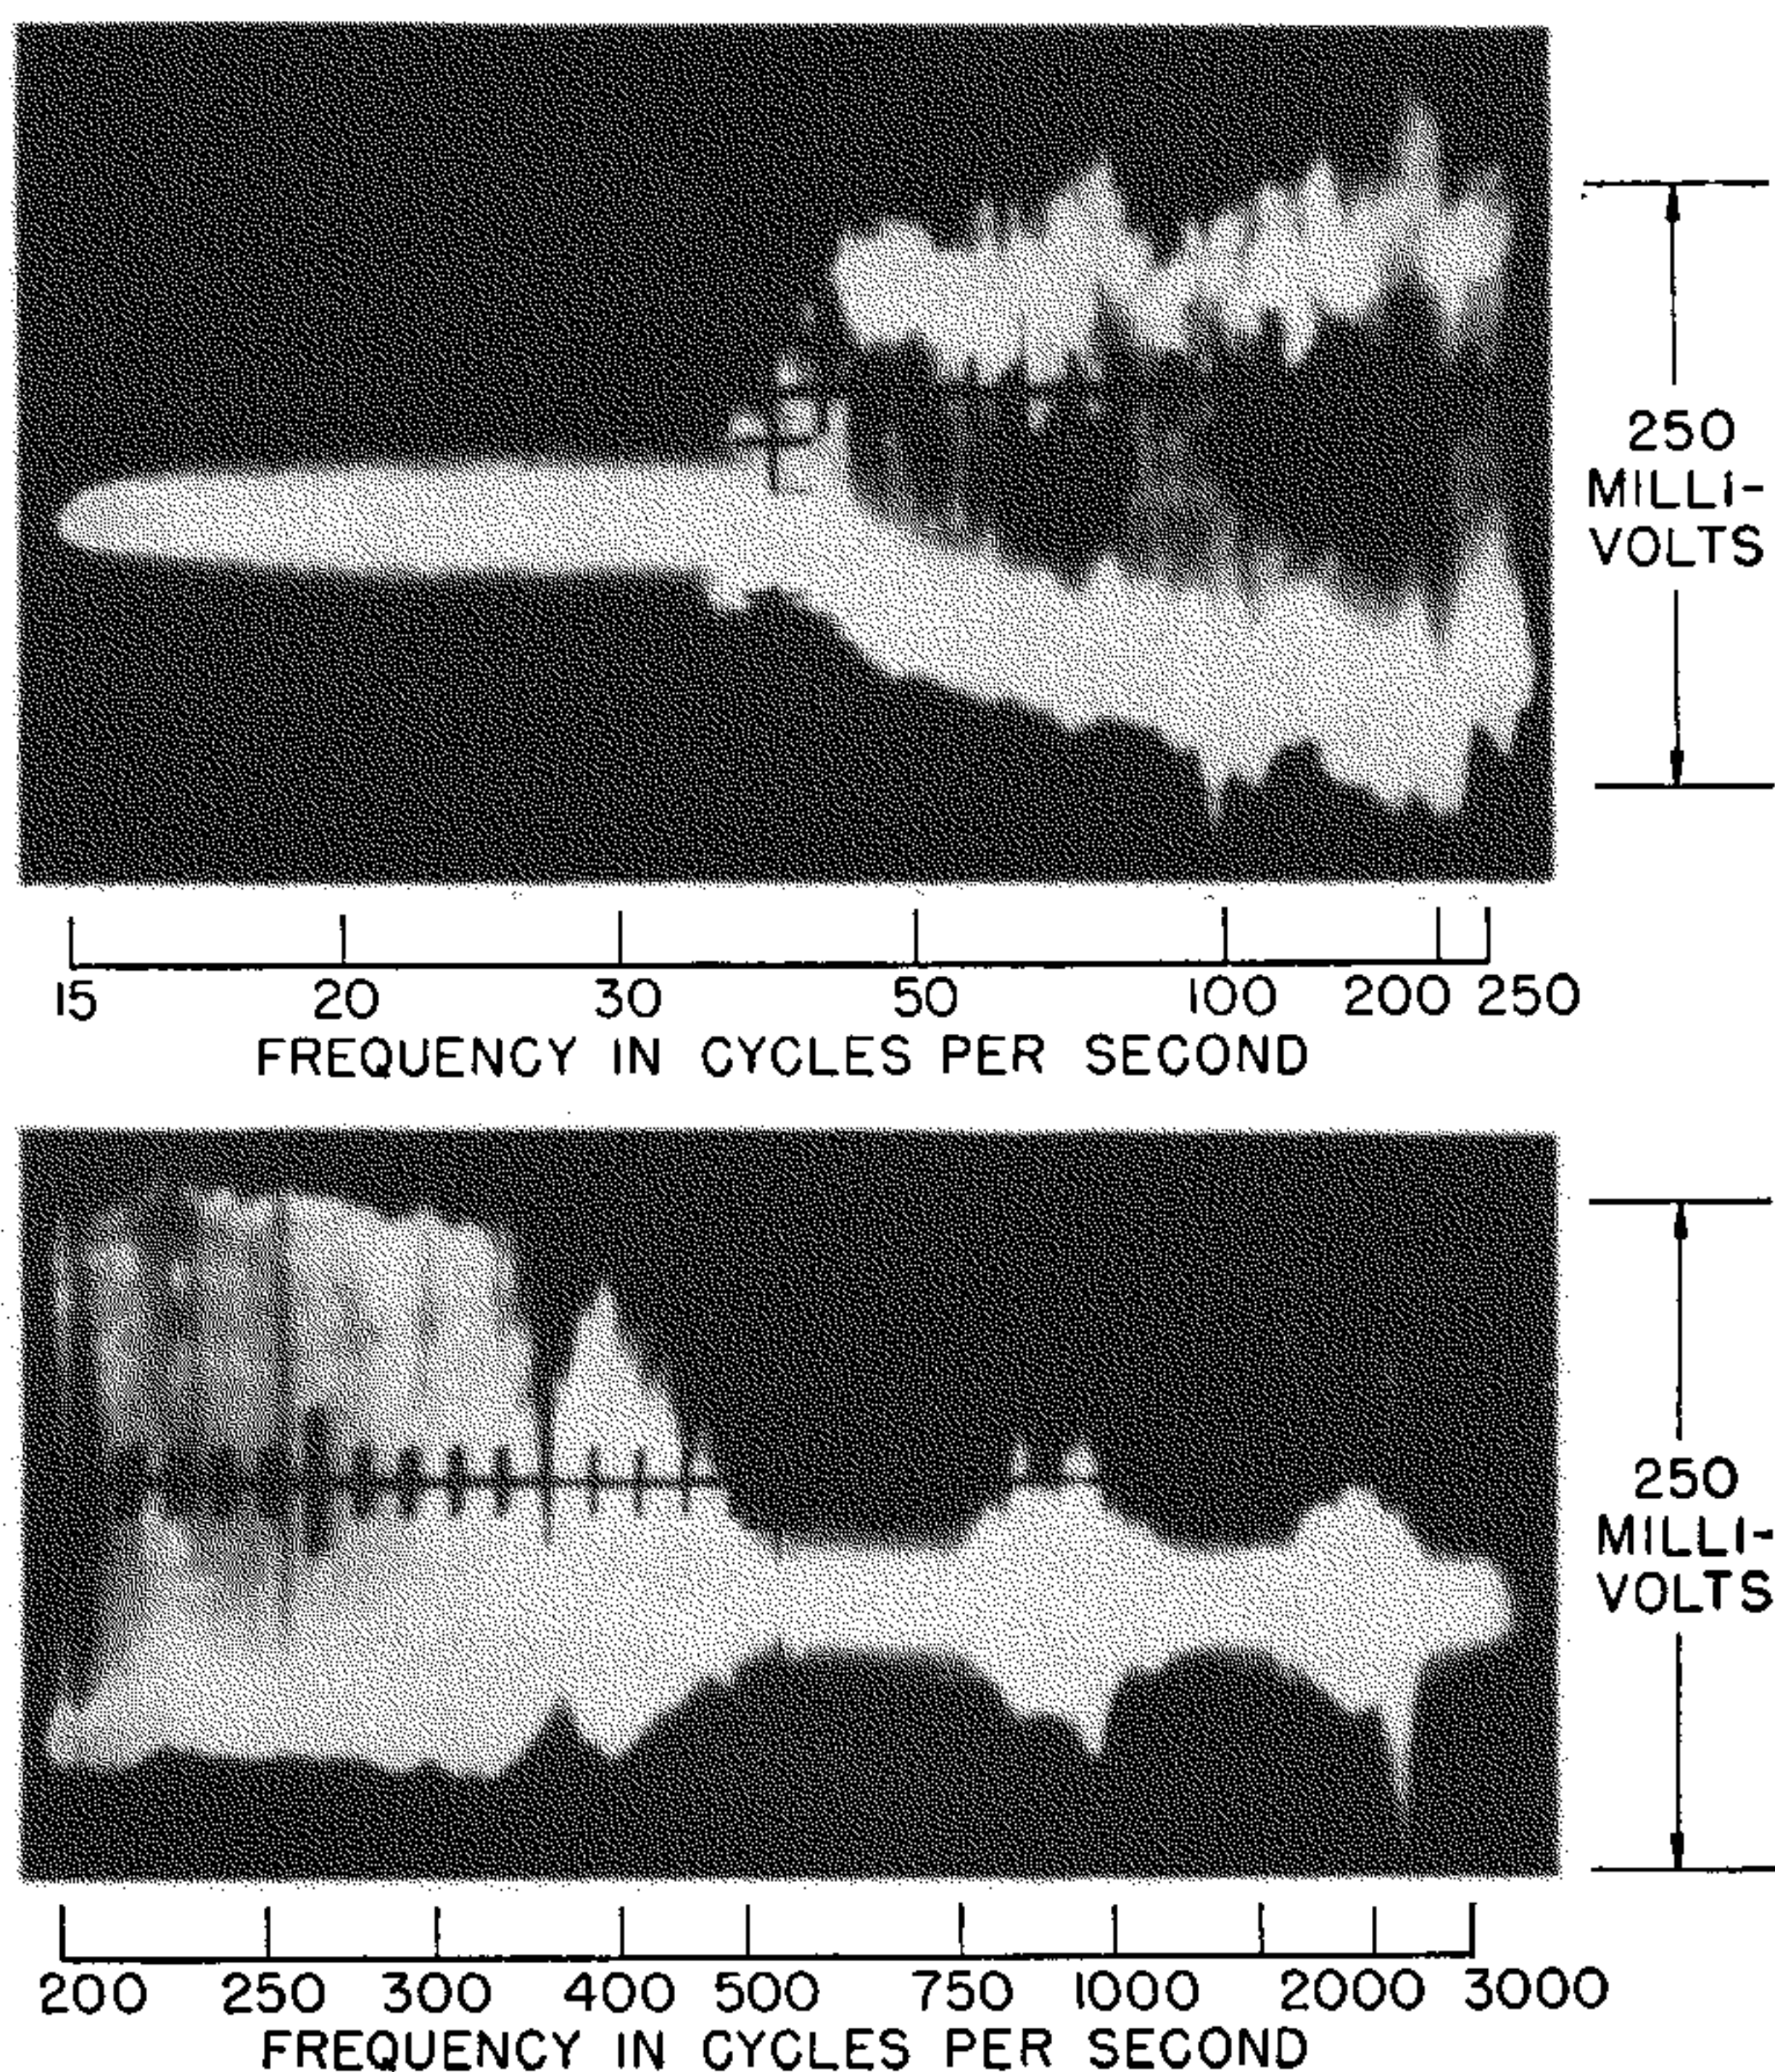 250
MILLI-
VOLTS
15 20 30 50 100 200 250
FREQUENCY IN CYCLES PER SECOND
250
MILLI-
VOLTS
200 250 300 400 500 750 1000 2000 3000
FREQUENCY IN CYCLES PER SECOND